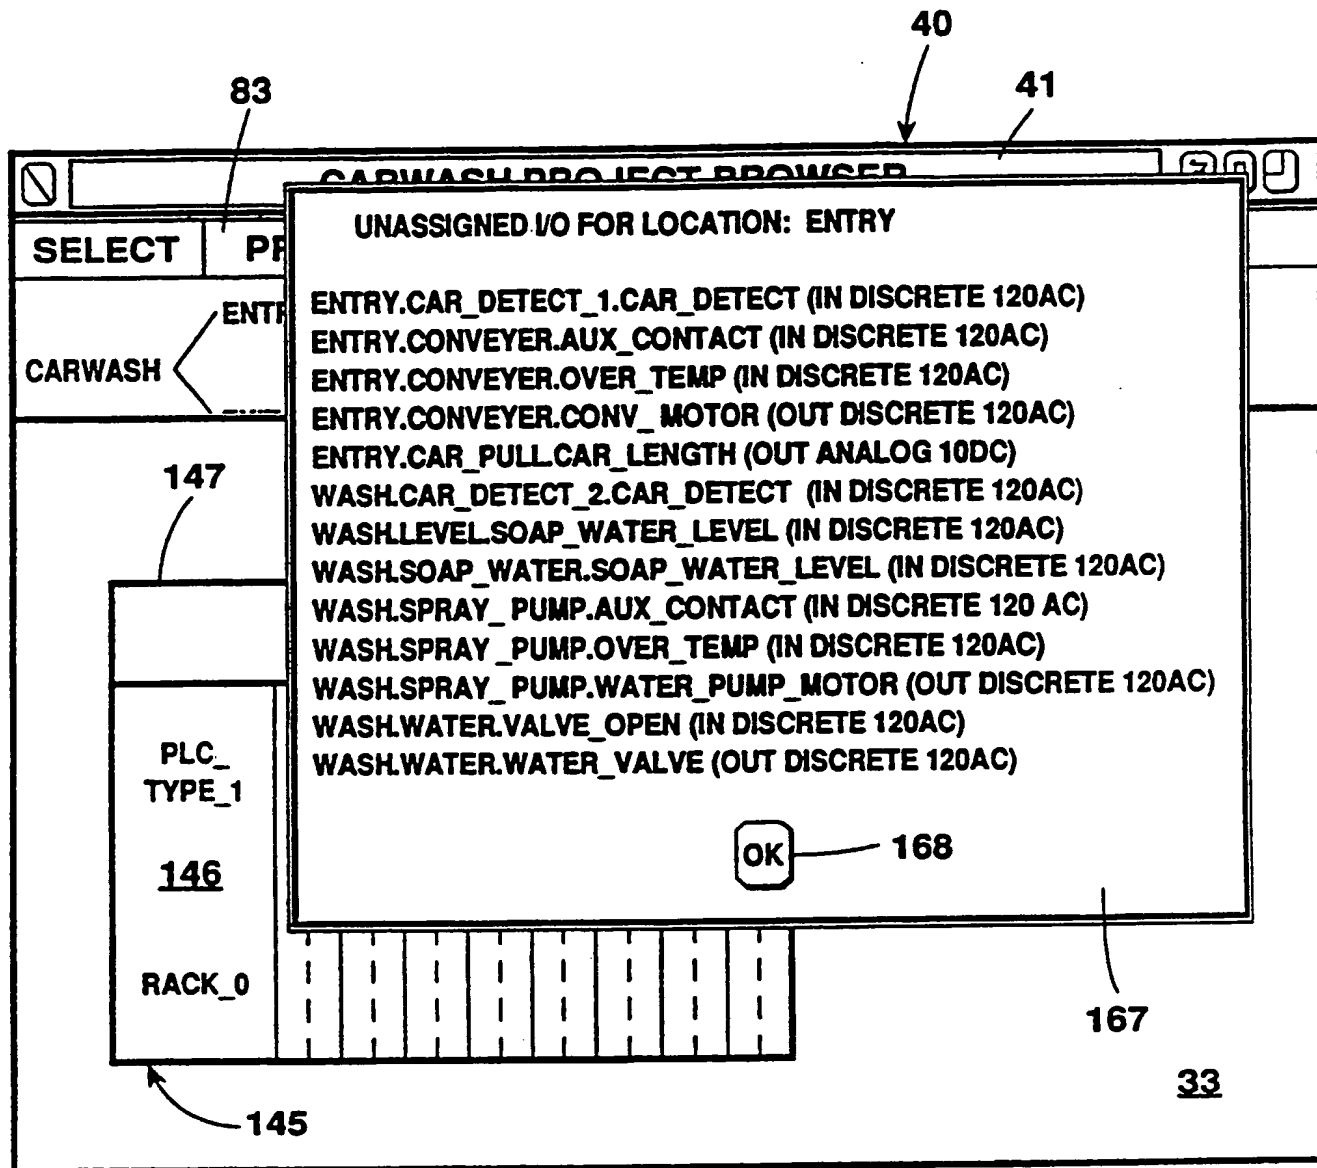 40
83
41
CARWASH PROJECT BROWSER
UNASSIGNED I/O FOR LOCATION: ENTRY
SELECT
ENTRY.CAR_DETECT_1.CAR_DETECT (IN DISCRETE 120AC)
ENTRY.CONVEYER.AUX_CONTACT (IN DISCRETE 120AC)
CARWASH
ENTRY.CONVEYER.OVER_TEMP (IN DISCRETE 120AC)
ENTRY.CONVEYER.CONV_ MOTOR (OUT DISCRETE 120AC)
ENTRY.CAR_PULL.CAR_LENGTH (OUT ANALOG 10DC)
147
WASH.CAR_DETECT_2.CAR_DETECT (IN DISCRETE 120AC)
WASH.LEVEL.SOAP_WATER_LEVEL (IN DISCRETE 120AC)
WASH.SOAP_WATER.SOAP_WATER_LEVEL (IN DISCRETE 120AC)
WASH.SPRAY_ PUMP.AUX_CONTACT (IN DISCRETE 120 AC)
WASH.SPRAY _PUMP.OVER_TEMP (IN DISCRETE 120AC)
WASH.SPRAY_ PUMP.WATER_PUMP_MOTOR (OUT DISCRETE 120AC)
WASH.WATER.VALVE_OPEN (IN DISCRETE 120AC)
WASH.WATER.WATER_VALVE (OUT DISCRETE 120AC)
PLC_
TYPE_1
OK
168
146
RACK_0
167
33
145